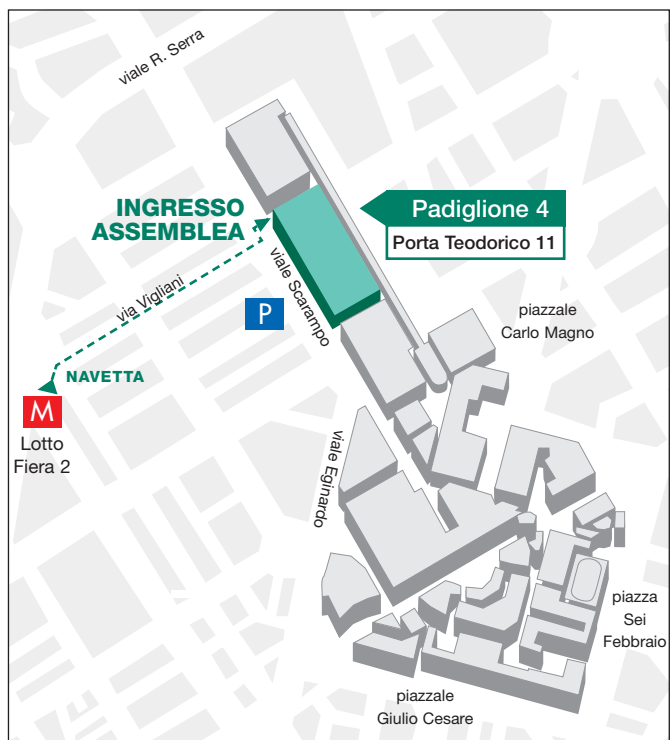 viale R. Serra
INGRESSO
ASSEMBLEA
Padiglione 4
Porta Teodorico 11
via Vigliani
viale Scarampo
P
piazzale
Carlo Magno
NAVETTA
M
Lotto
Fiera 2
viale Eginardo
piazza
Sei
Febbraio
piazzale
Giulio Cesare